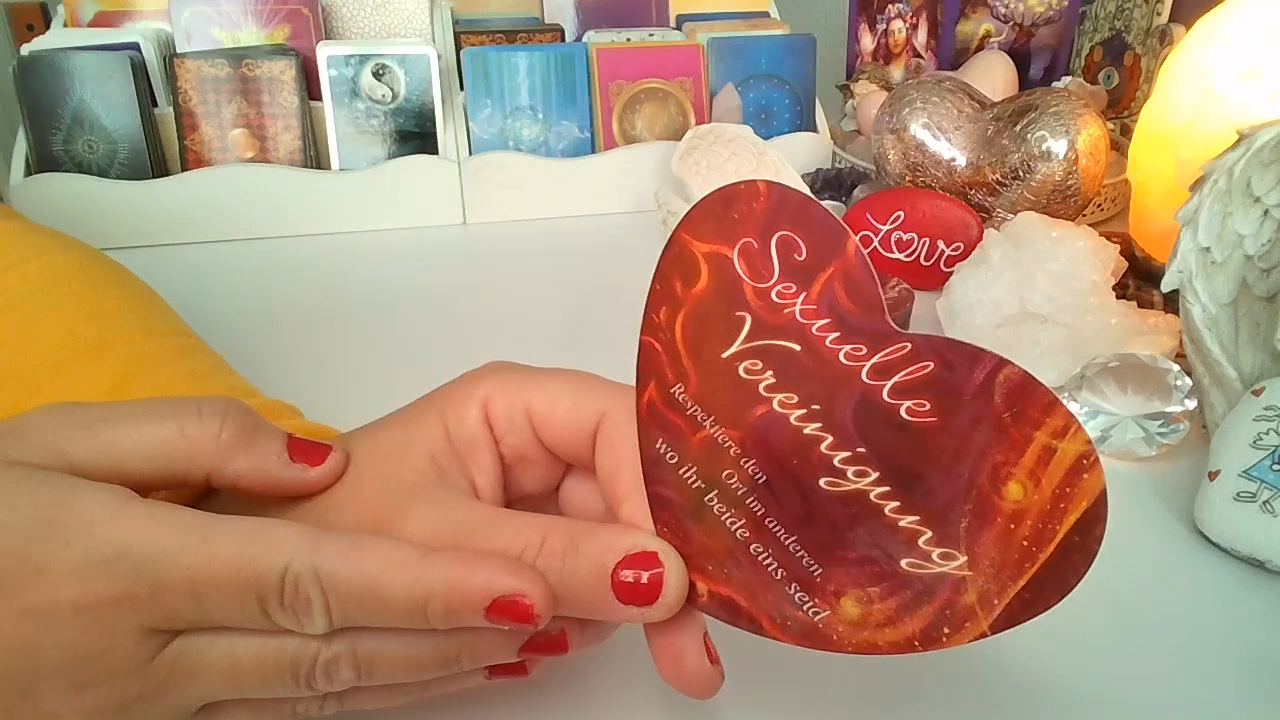 Love
Sexuelle
Vereinigung
Respektiere den
Ort im anderen,
wo ihr beide eins seid